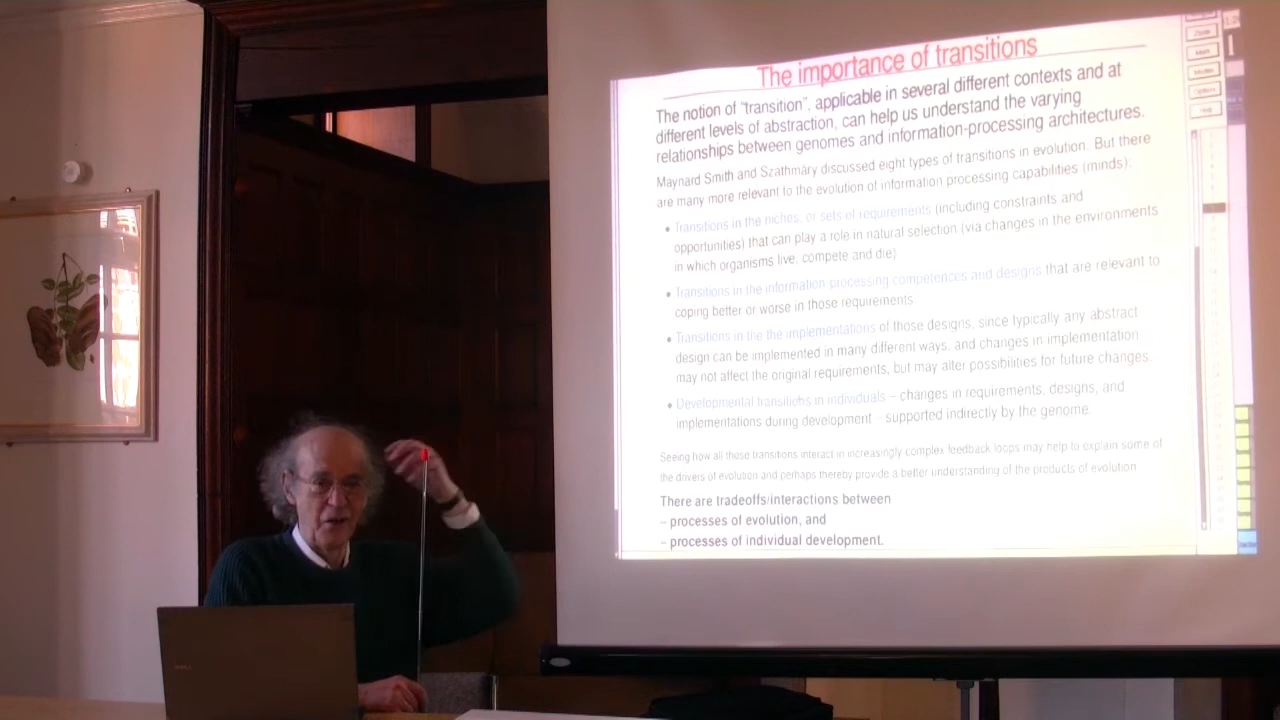 The importance of transitions
The notion of "transition", applicable in several different contexts and at
different levels of abstraction, can help us understand the varying
relationships between genomes and information-processing architectures.
Maynard Smith and Szathmáry discussed eight types of transitions in evolution. But there
are many more relevant to the evolution of information processing capabilities (minds):
• Transitions in the niches, or sets of requirements (including constraints and
opportunities) that can play a role in natural selection (via changes in the environments
in which organisms live, compete and die)
• Transitions in the information processing competences and designs that are relevant to
coping better or worse in those requirements
• Transitions in the the implementations of those designs, since typically any abstract
design can be implemented in many different ways, and changes in implementation
may not affect the original requirements, but may alter possibilities for future changes.
• Developmental transitions in individuals – changes in requirements, designs, and
implementations during development – supported indirectly by the genome.
Seeing how all these transitions interact in increasingly complex feedback loops may help to explain some of
the drivers of evolution and perhaps thereby provide a better understanding of the products of evolution
There are tradeoffs/interactions between
– processes of evolution, and
– processes of individual development.
DELL